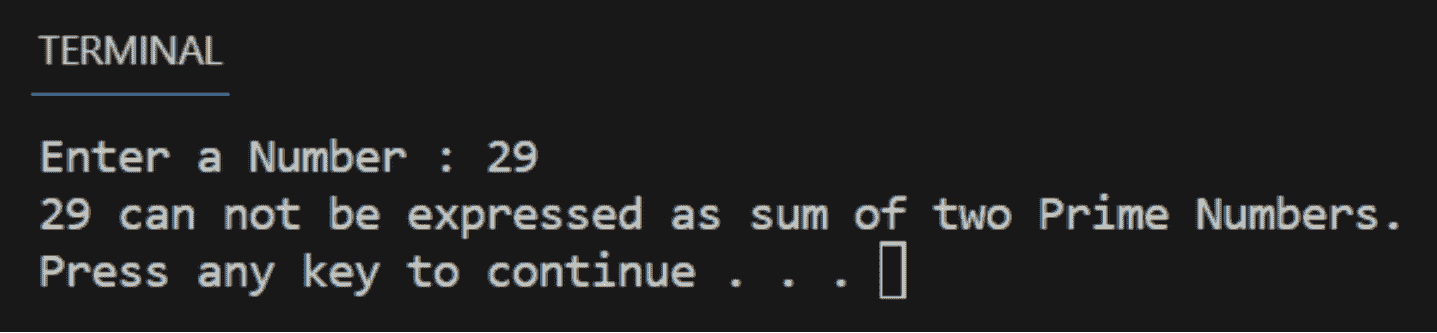 TERMINAL
Enter a Number : 29
29 can not be expressed as sum of two Prime Numbers.
Press any key to continue . . .